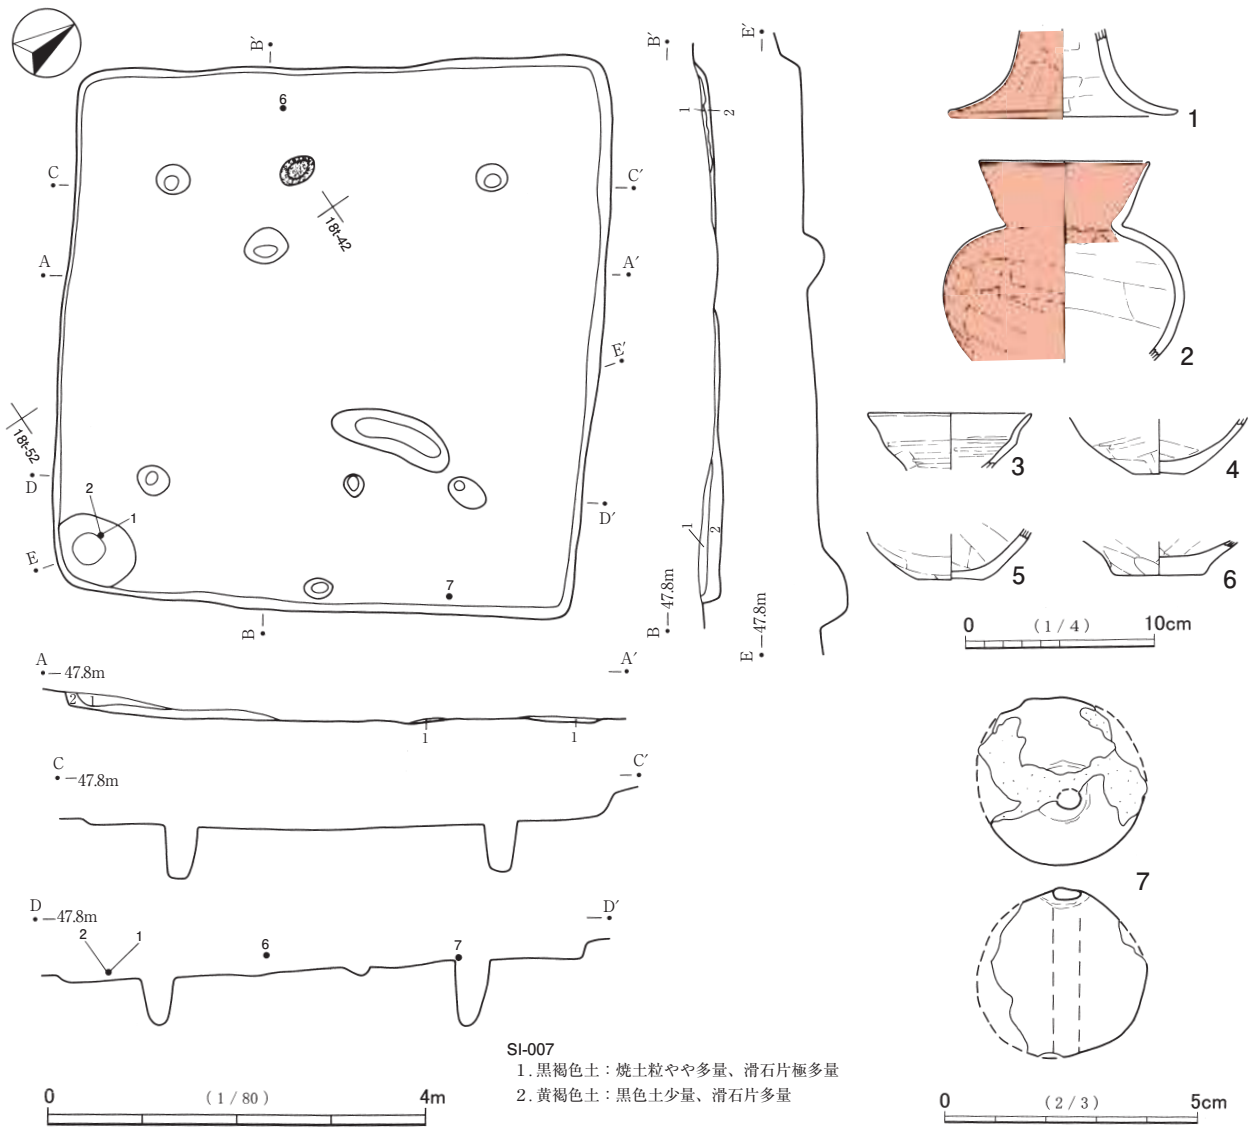 B′
6
C
C′
18t-42
A
A′
E′
18t-52
D
D′
2
1
E
7
B
B′
1
2
1
2
B
47.8m
E′
E
47.8m
A
47.8m
A′
2
1
1
1
C
47.8m
C′
D
47.8m
D′
2
1
6
7
SI-007
1. 黒褐色土：焼土粒やや多量、滑石片極多量
2. 黄褐色土：黒色土少量、滑石片多量
0
（1 / 80）
4m
1
2
3
4
5
6
0
（1 / 4）
10cm
7
0
（2 / 3）
5cm